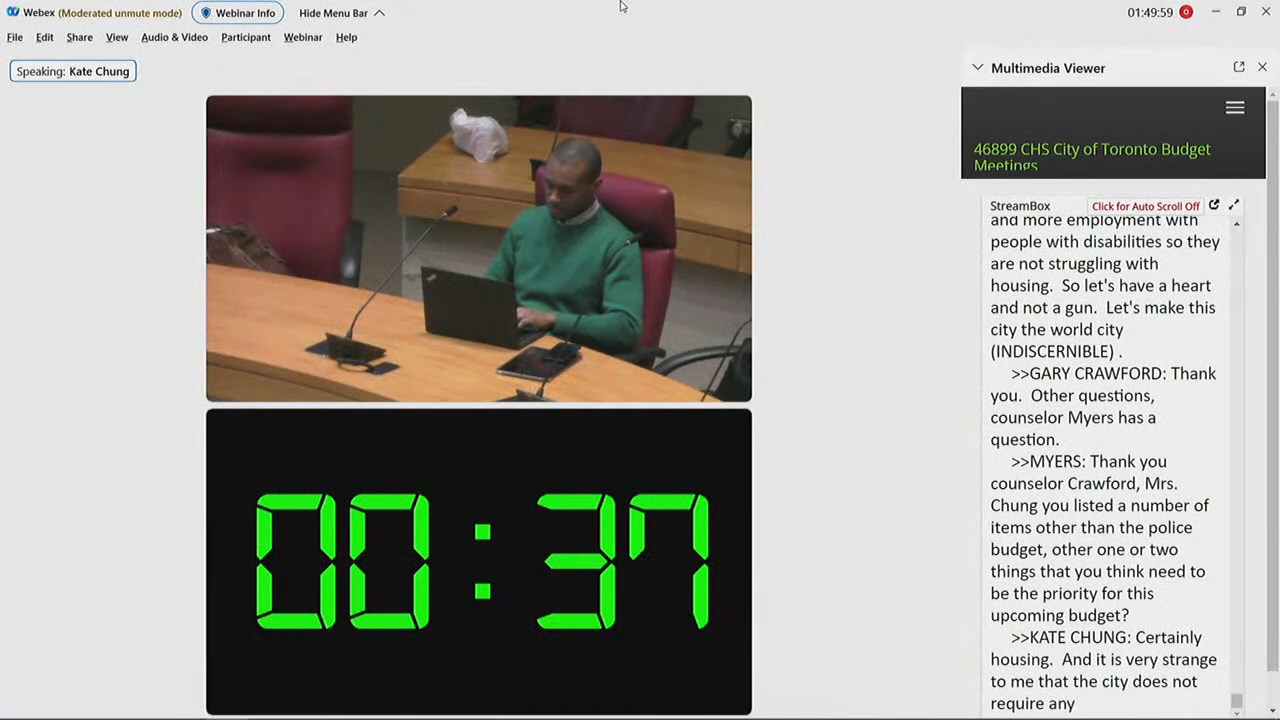 Webex (Moderated unmute mode) Webinar Info Hide Menu Bar 01:49:59
File Edit Share View Audio & Video Participant Webinar Help
Speaking: Kate Chung
Multimedia Viewer
46899 CHS City of Toronto Budget
Meetings
StreamBox Click for Auto Scroll Off
and more employment with
people with disabilities so they
are not struggling with
housing. So let's have a heart
and not a gun. Let's make this
city the world city
(INDISCERNIBLE) .
>>GARY CRAWFORD: Thank
you. Other questions,
counselor Myers has a
question.
>>MYERS: Thank you
counselor Crawford, Mrs.
Chung you listed a number of
items other than the police
budget, other one or two
things that you think need to
be the priority for this
upcoming budget?
>>KATE CHUNG: Certainly
housing. And it is very strange
to me that the city does not
require any
00:37